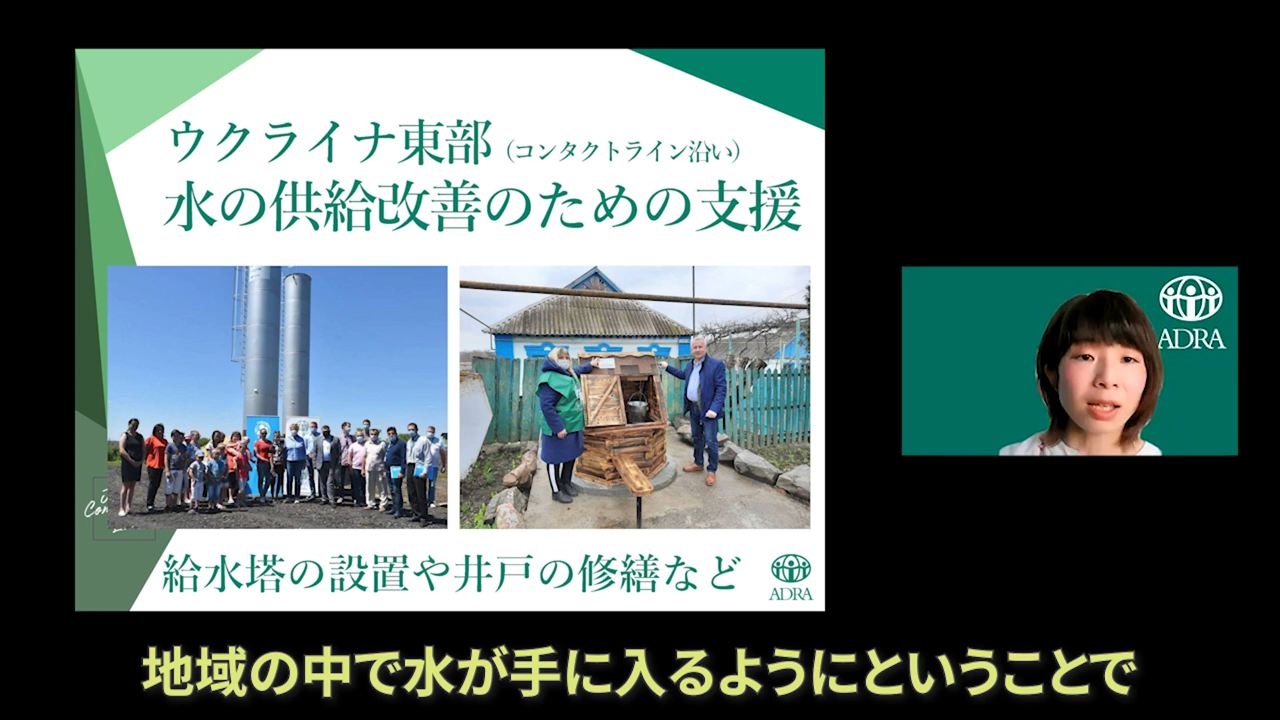 ウクライナ東部（コンタクトライン沿い）
水の供給改善のための支援
給水塔の設置や井戸の修繕など
ADRA
ADRA
地域の中で水が手に入るようにということで